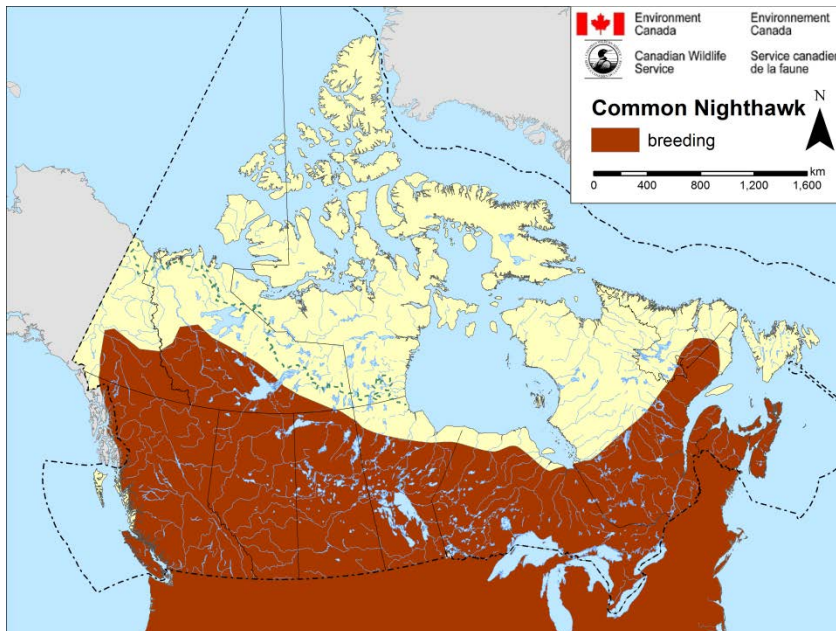 Environment
Canada
Environnement
Canada
Canadian Wildlife
Service
Service canadien
de la faune
Common Nighthawk
N
breeding
km
0 400 800 1,200 1,600